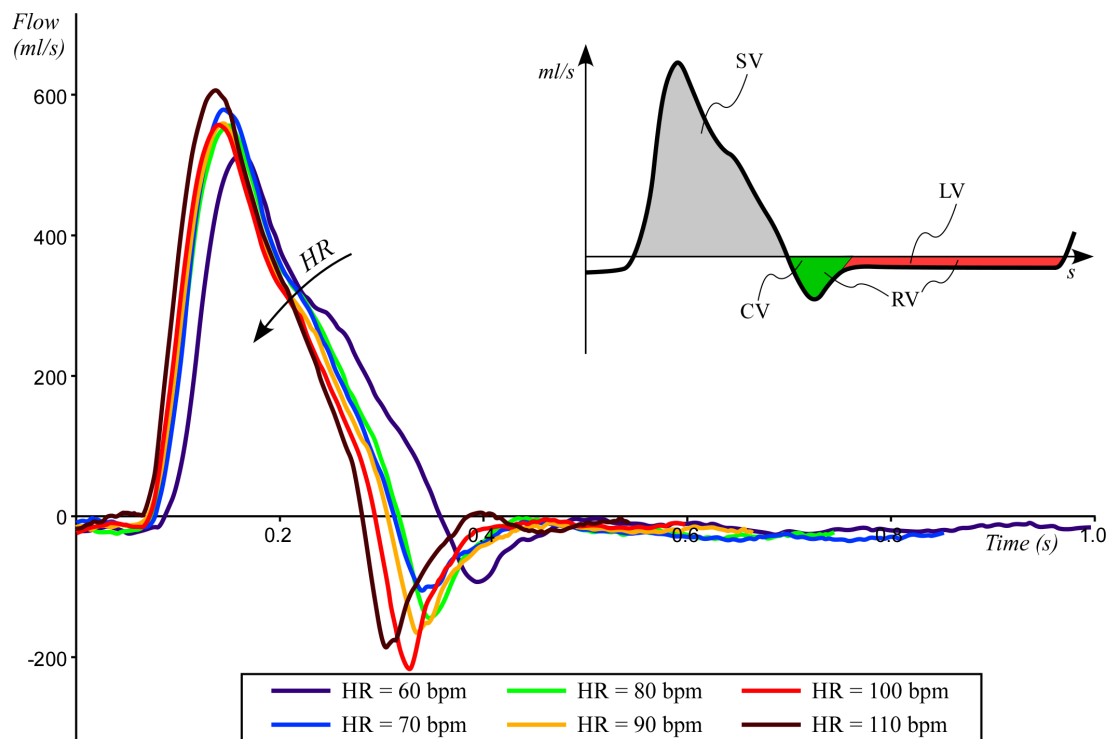 Flow
(ml/s)
600
400
200
0
-200
0.2
0.4
0.6
0.8
1.0
Time (s)
HR
ml/s
SV
LV
CV
RV
s
HR = 60 bpm
HR = 80 bpm
HR = 100 bpm
HR = 70 bpm
HR = 90 bpm
HR = 110 bpm